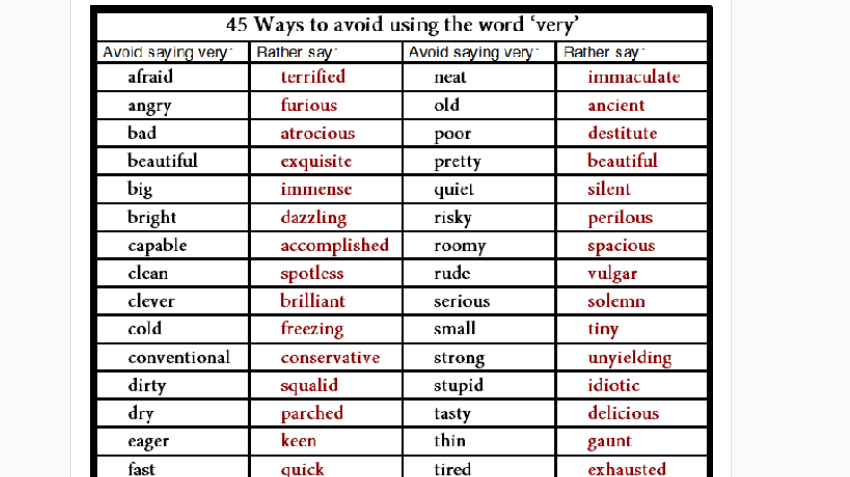 45 Ways to avoid using the word ‘very’
Avoid saying very: Rather say: Avoid saying very: Rather say:
afraid terrified neat immaculate
angry furious old ancient
bad atrocious poor destitute
beautiful exquisite pretty beautiful
big immense quiet silent
bright dazzling risky perilous
capable accomplished roomy spacious
clean spotless rude vulgar
clever brilliant serious solemn
cold freezing small tiny
conventional conservative strong unyielding
dirty squalid stupid idiotic
dry parched tasty delicious
eager keen thin gaunt
fast quick tired exhausted